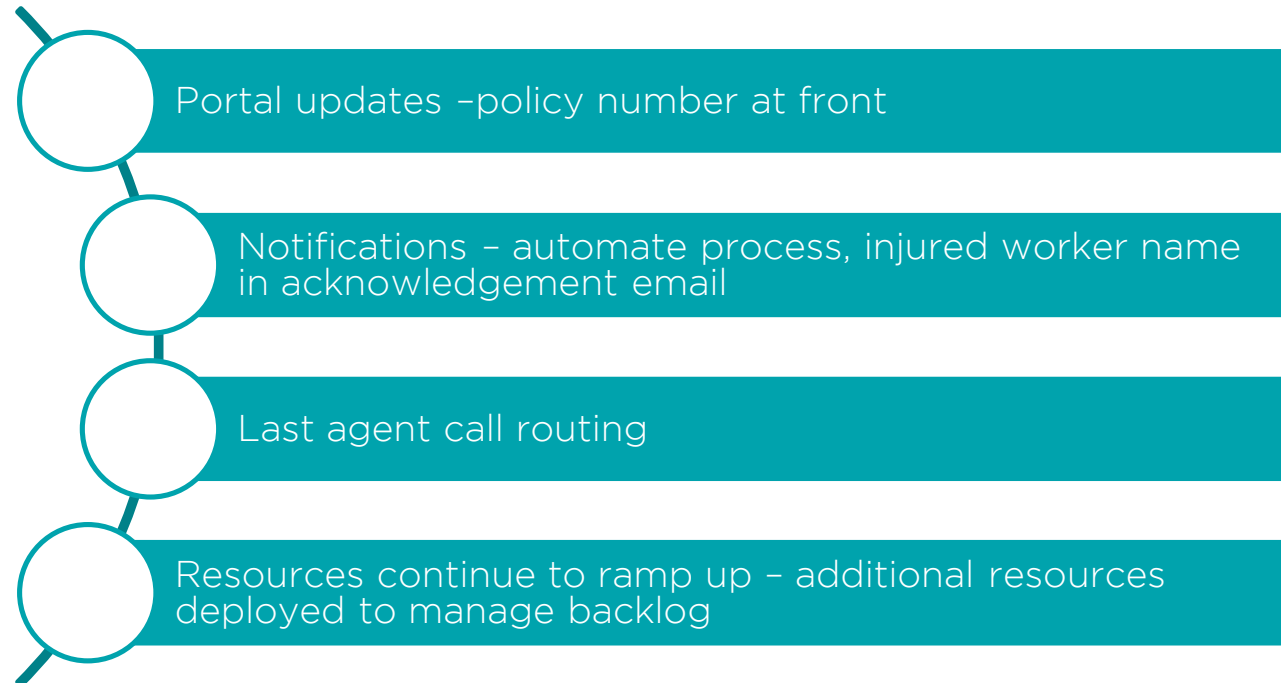 Portal updates –policy number at front
Notifications – automate process, injured worker name
in acknowledgement email
Last agent call routing
Resources continue to ramp up – additional resources
deployed to manage backlog